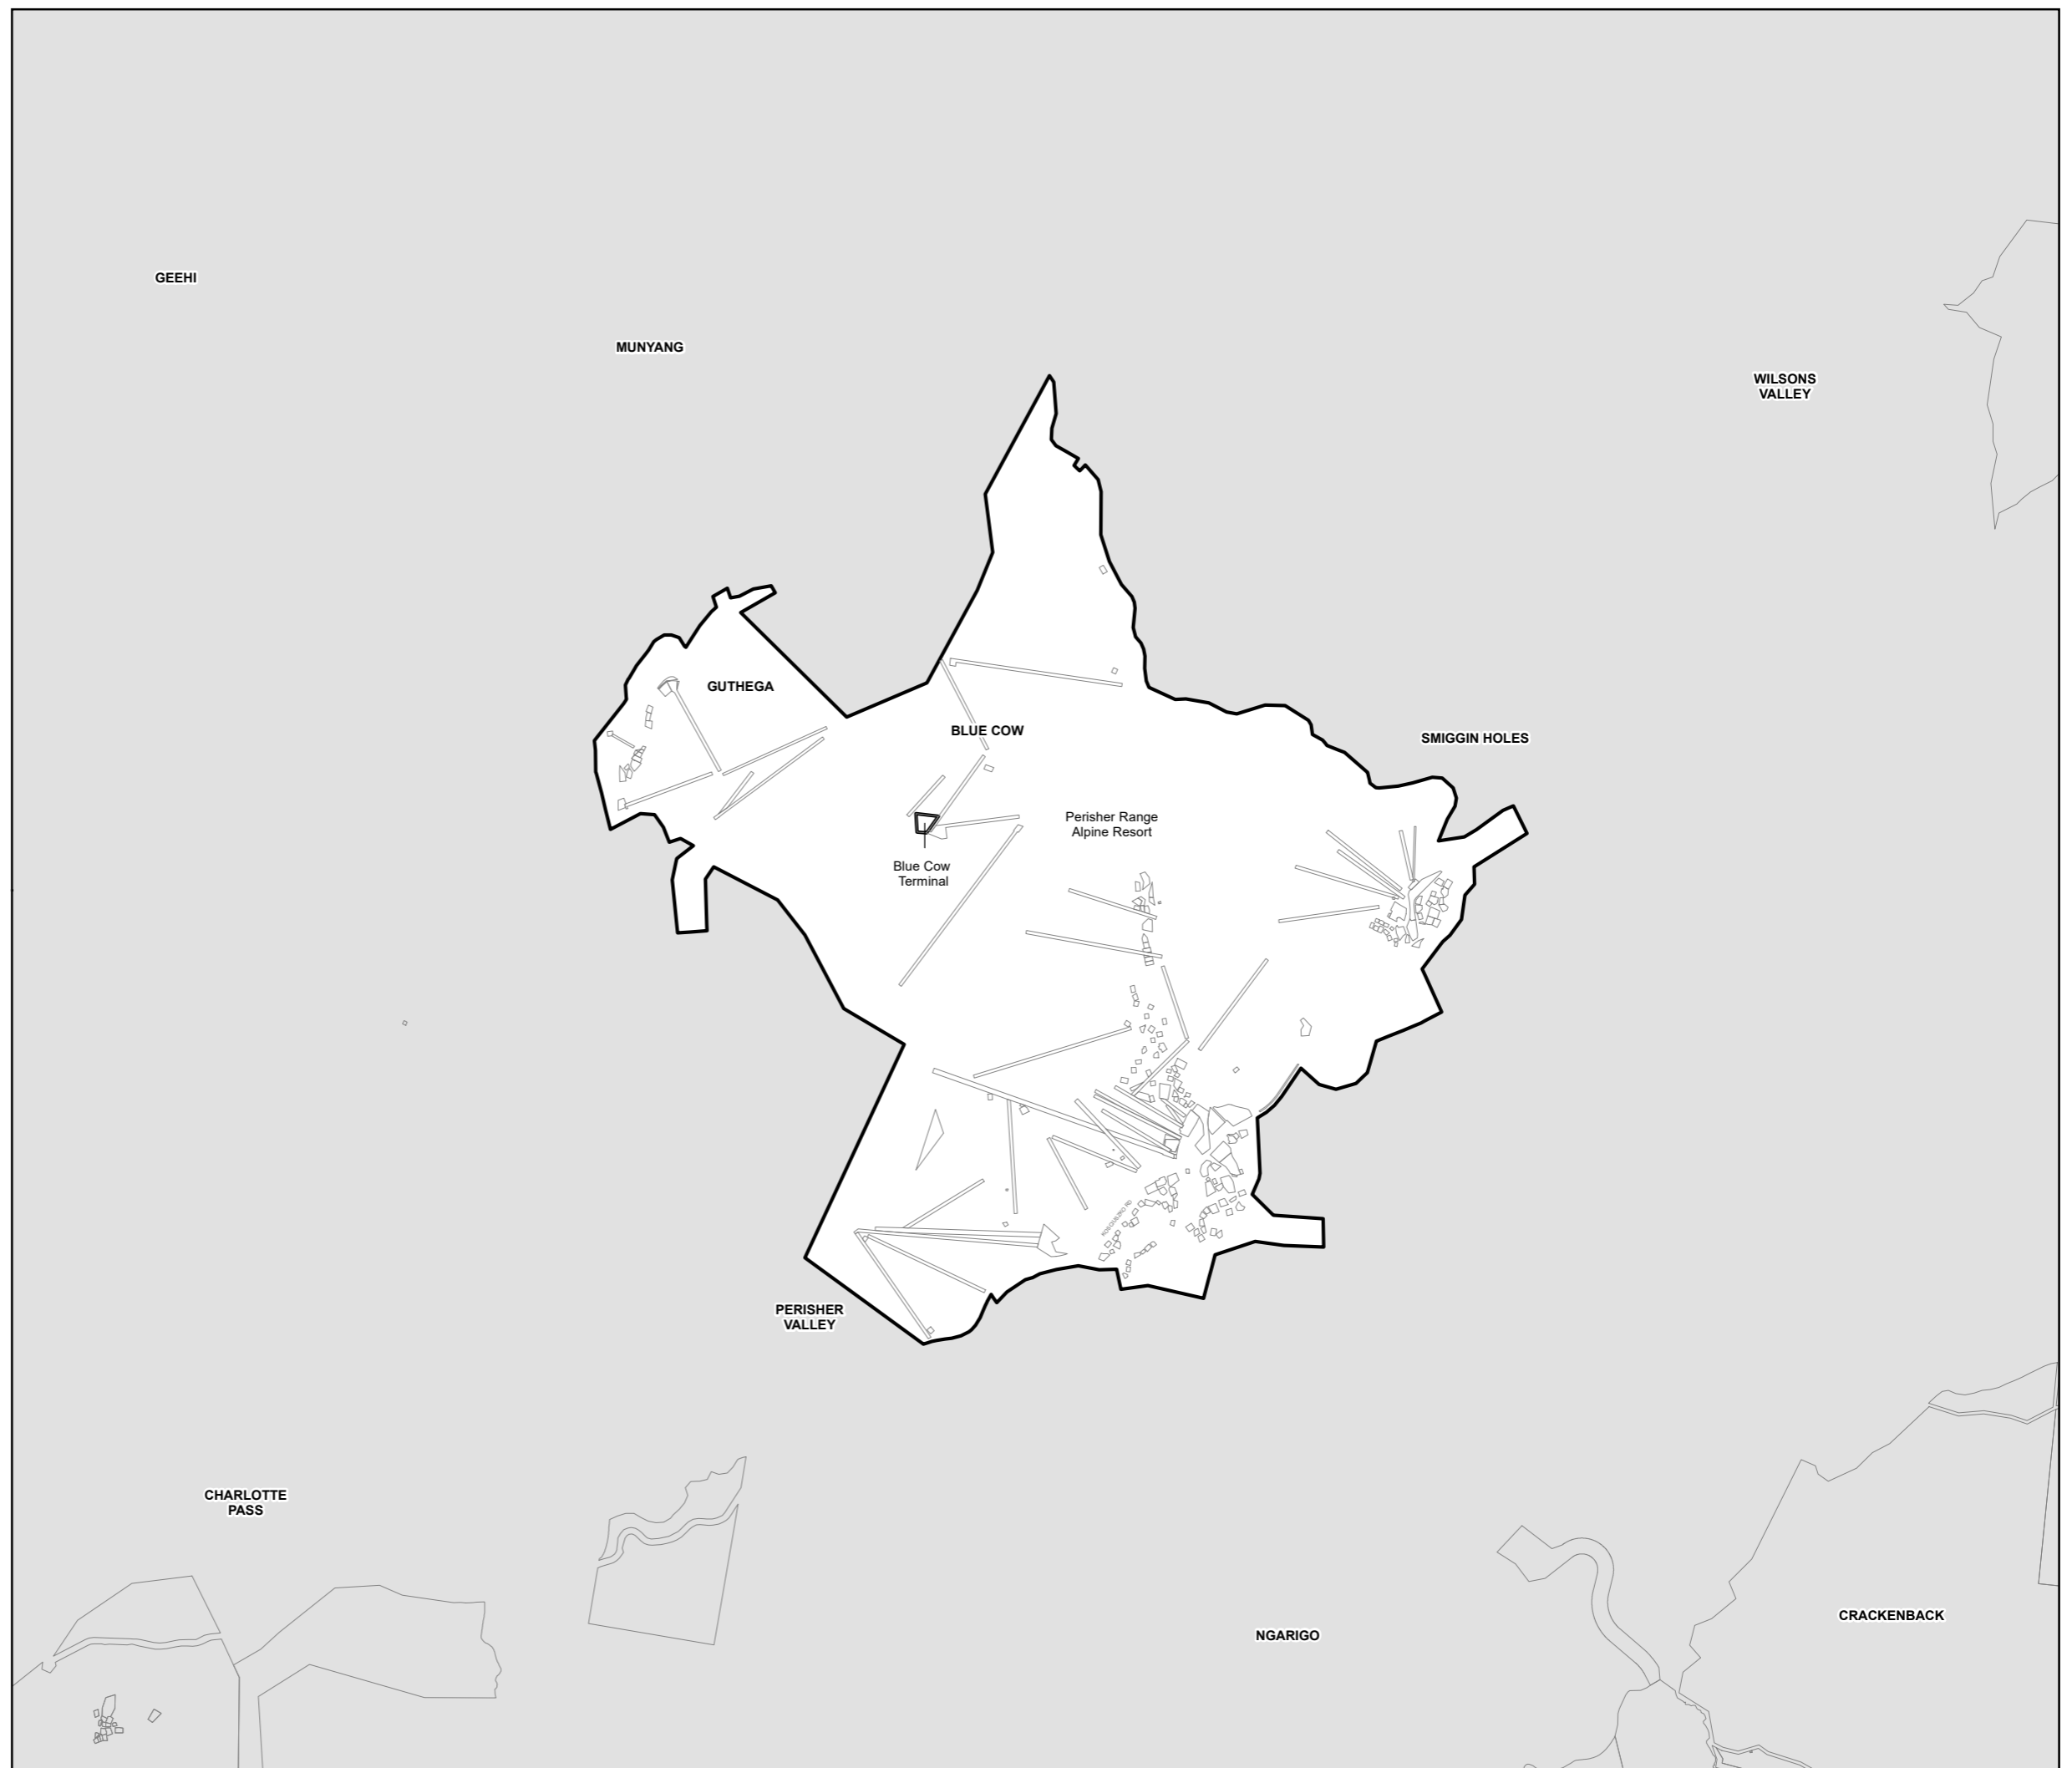 GEEHI
MUNYANG
WILSONS
VALLEY
GUTHEGA
BLUE COW
SMIGGIN HOLES
Perisher Range
Alpine Resort
Blue Cow
Terminal
PERISHER
VALLEY
CHARLOTTE
PASS
CRACKENBACK
NGARIGO